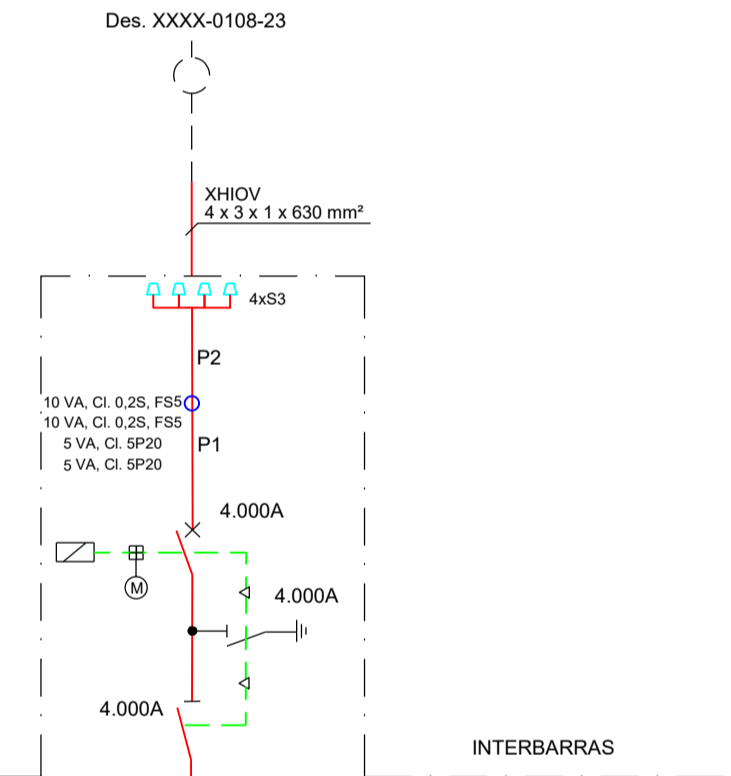 Des. XXXX-0108-23
XHIOV
4 x 3 x 1 x 630 mm²
4xS3
P2
10 VA, Cl. 0,2S, FS5
10 VA, Cl. 0,2S, FS5
5 VA, Cl. 5P20
5 VA, Cl. 5P20
P1
4.000A
M
4.000A
4.000A
INTERBARRAS